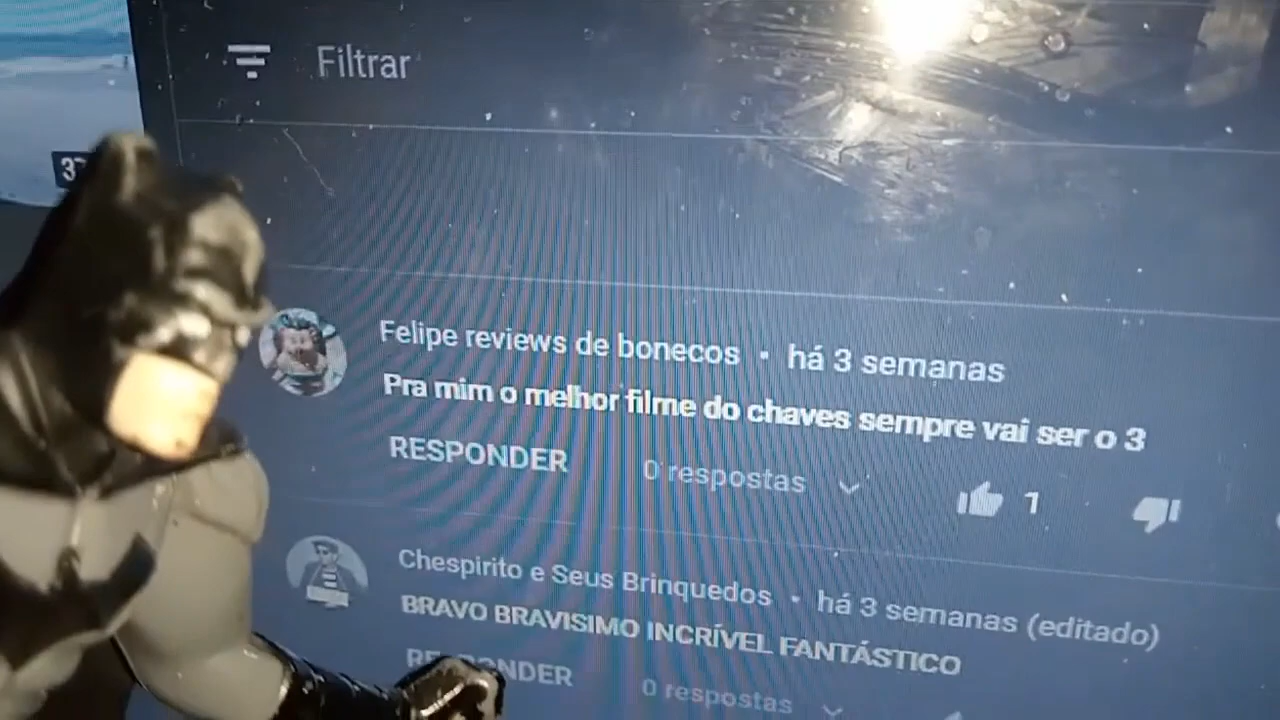 Filtrar
Felipe reviews de bonecos • há 3 semanas
Pra mim o melhor filme do chaves sempre vai ser o 3
RESPONDER 0 respostas 1
Chespirito e Seus Brinquedos • há 3 semanas (editado)
BRAVO BRAVISIMO INCRÍVEL FANTÁSTICO
0 respostas